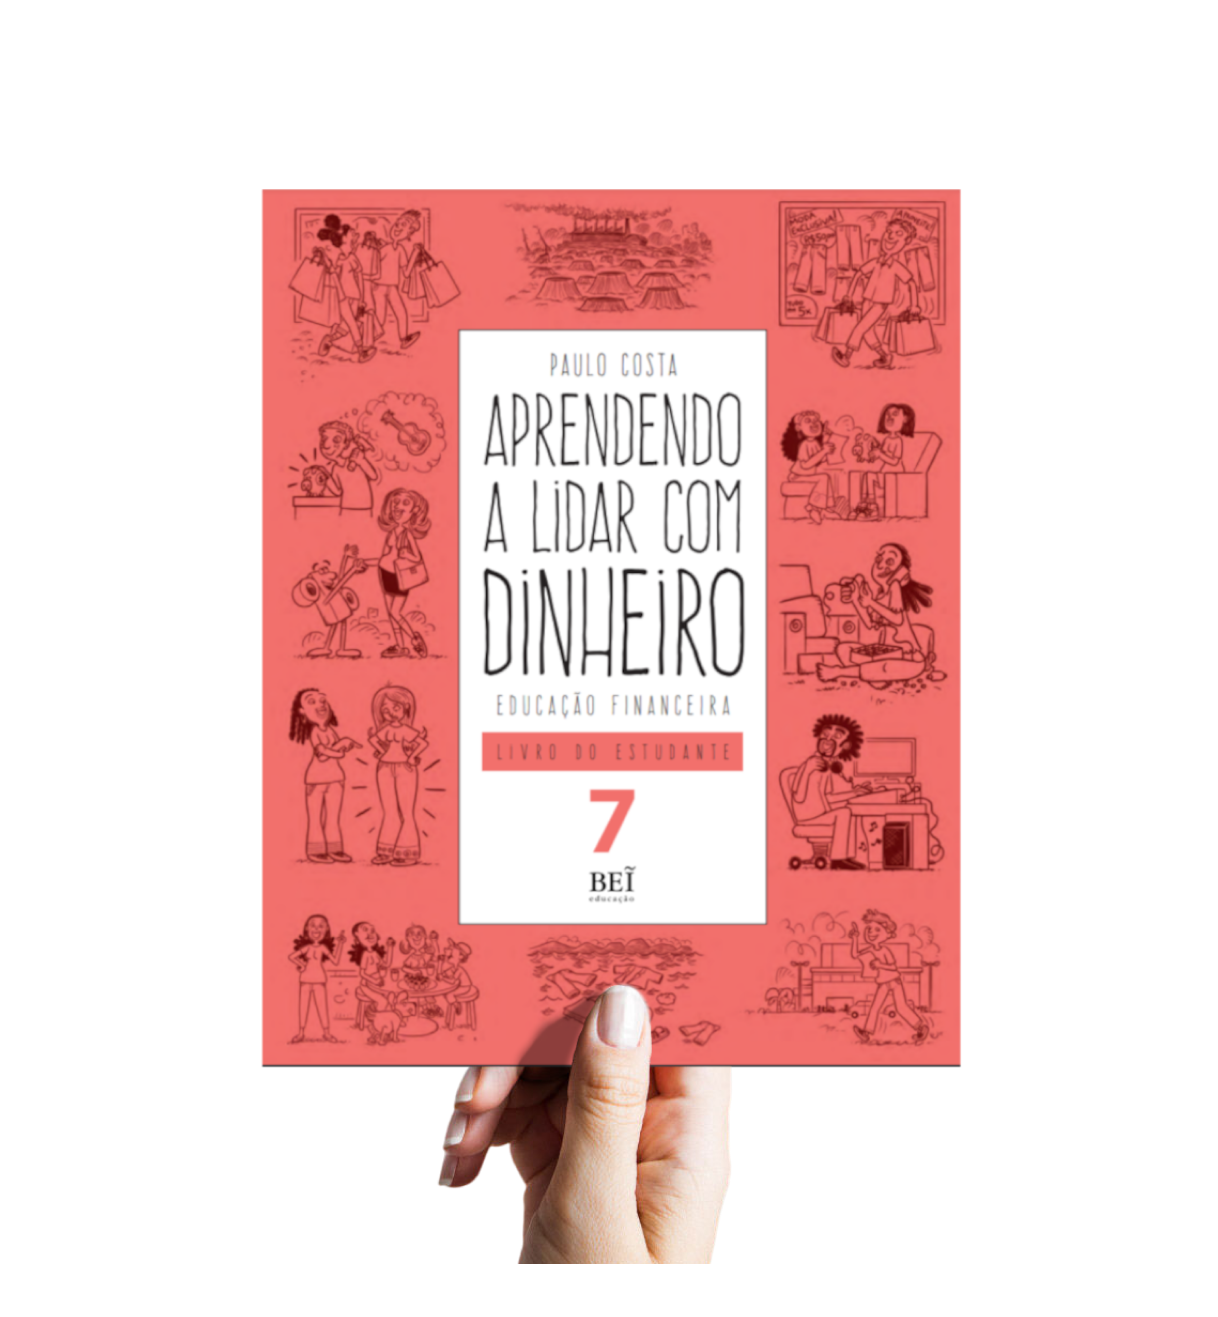 PAULO COSTA
APRENDENDO
A LIDAR COM
DINHEIRO
EDUCAÇÃO FINANCEIRA
LIVRO DO ESTUDANTE
7
BEĨ
educação